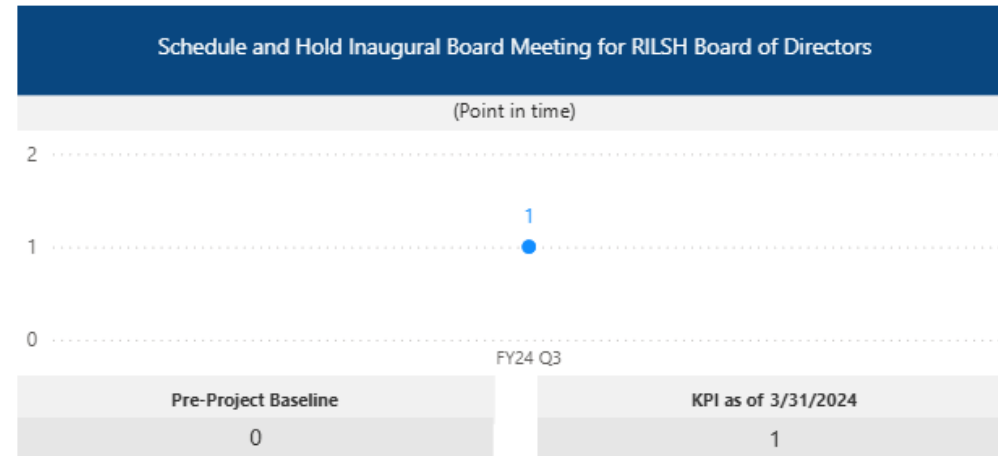 Schedule and Hold Inaugural Board Meeting for RILSH Board of Directors
(Point in time)
2
1
1
0
FY24 Q3
Pre-Project Baseline
KPI as of 3/31/2024
0
1